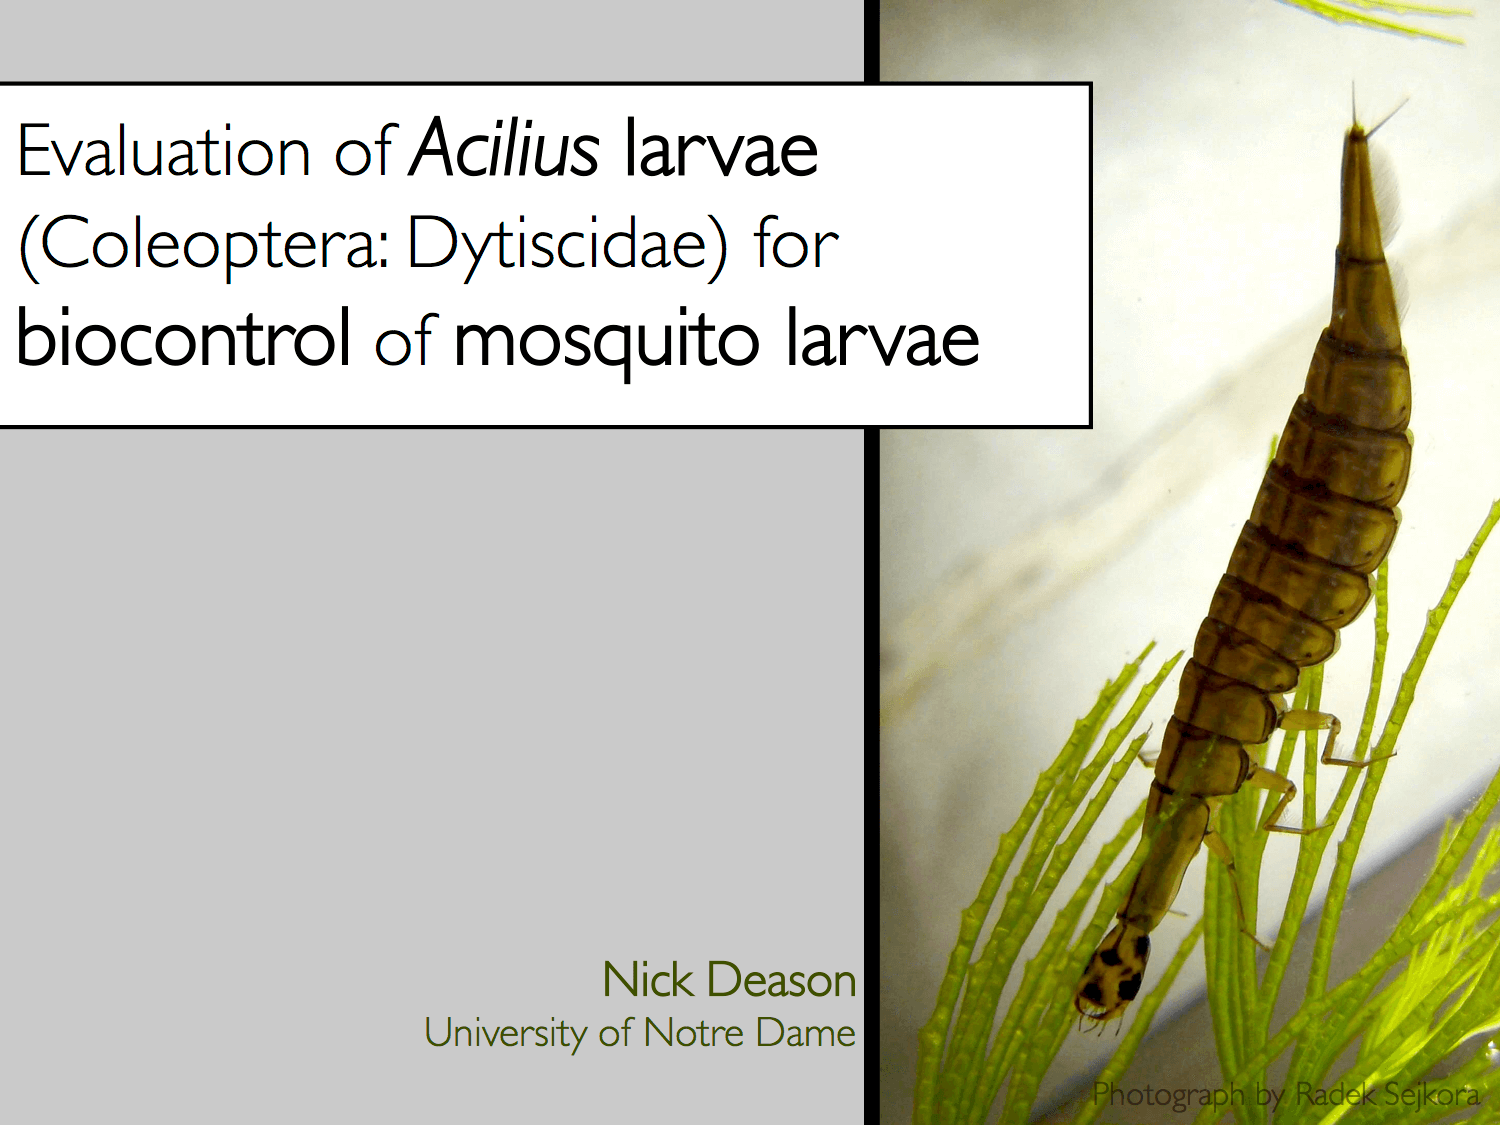 Evaluation of Acilius larvae
(Coleoptera: Dytiscidae) for
biocontrol of mosquito larvae
Nick Deason
University of Notre Dame
Photograph by Radek Sejkora